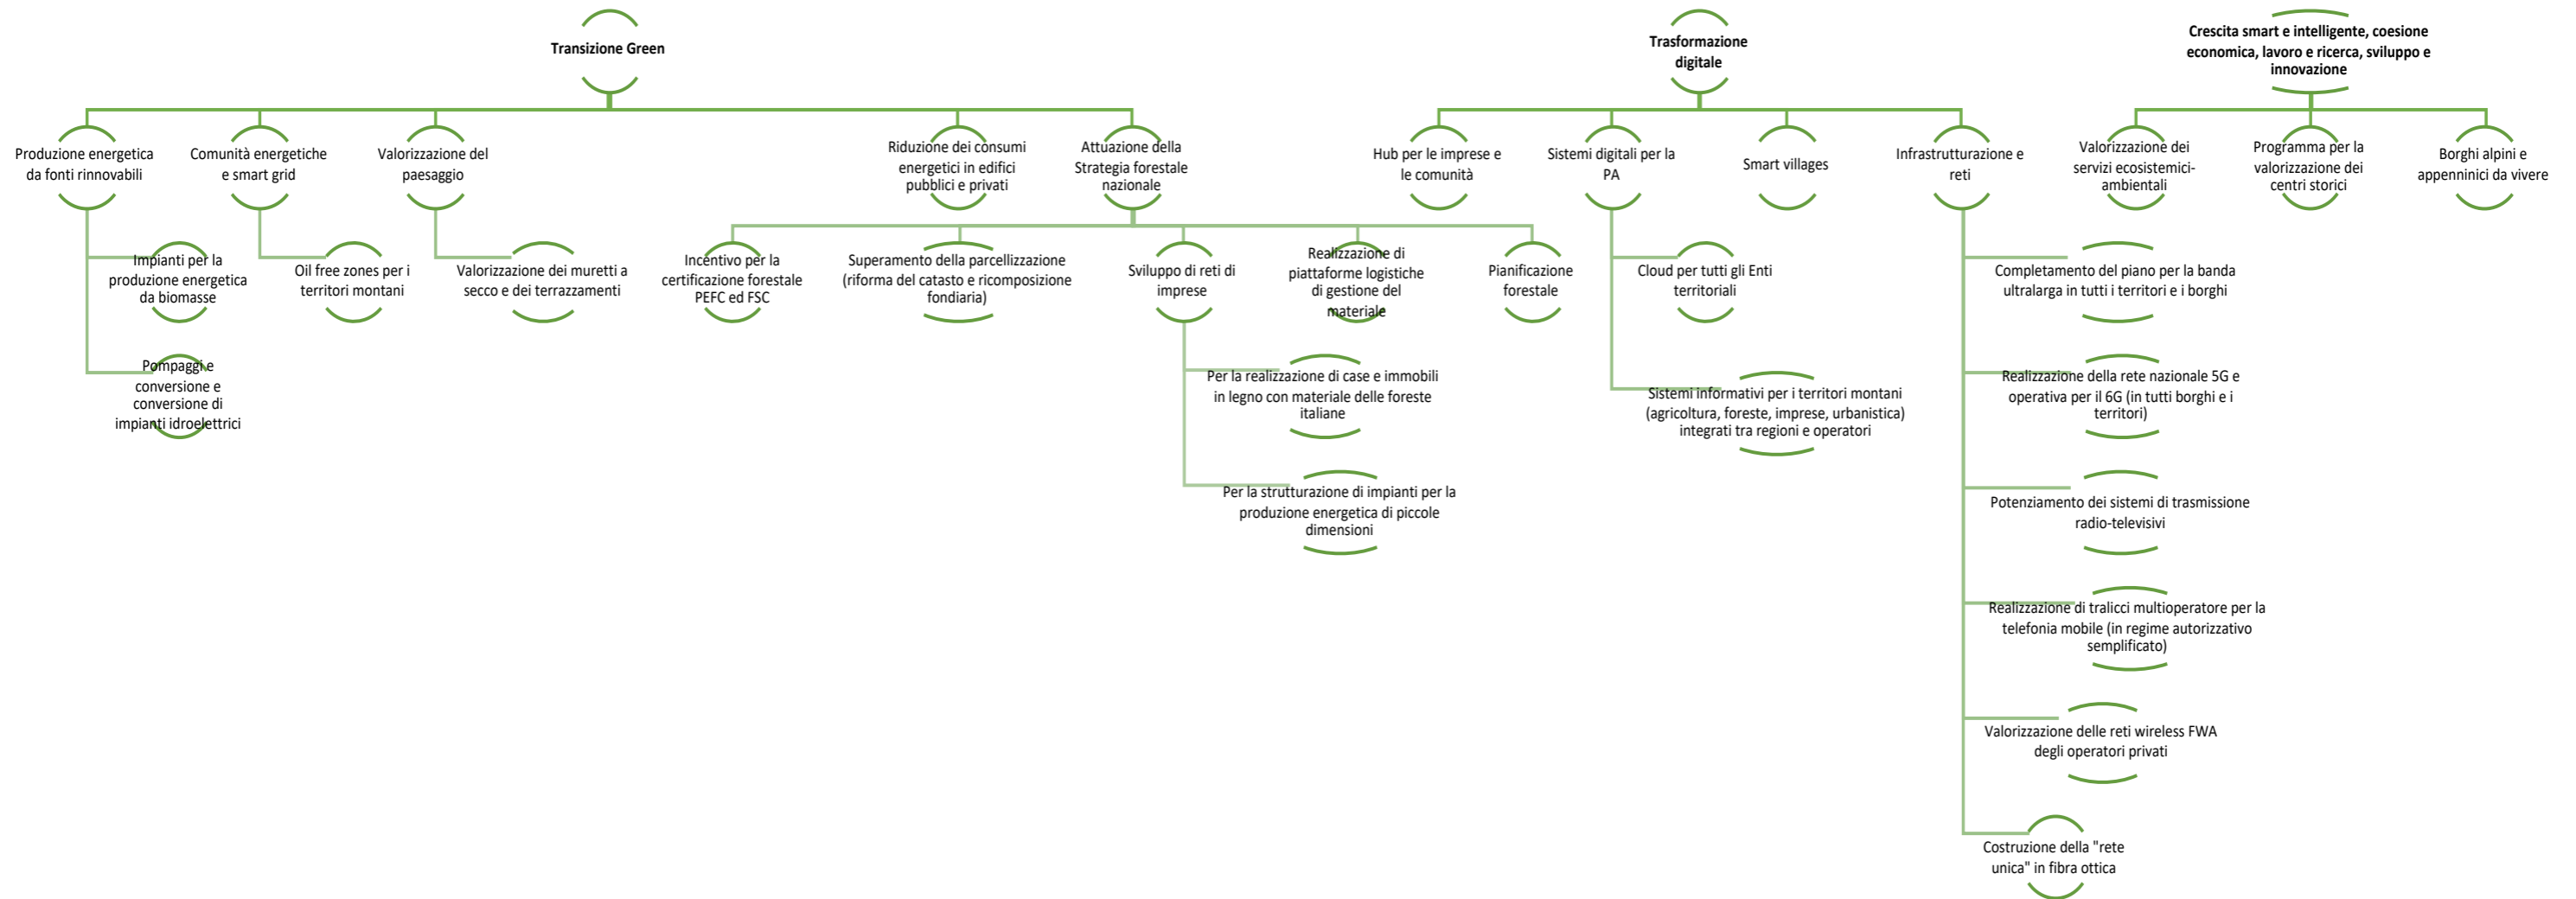 Transizione Green
Produzione energetica
da fonti rinnovabili
Impianti per la
produzione energetica
da biomasse
Pompaggi e
conversione e
conversione di
impianti idroelettrici
Comunità energetiche
e smart grid
Oil free zones per i
territori montani
Valorizzazione del
paesaggio
Valorizzazione dei muretti a
secco e dei terrazzamenti
Riduzione dei consumi
energetici in edifici
pubblici e privati
Attuazione della
Strategia forestale
nazionale
Incentivo per la
certificazione forestale
PEFC ed FSC
Superamento della parcellizzazione
(riforma del catasto e ricomposizione
fondiaria)
Sviluppo di reti di
imprese
Per la realizzazione di case e immobili
in legno con materiale delle foreste
italiane
Per la strutturazione di impianti per la
produzione energetica di piccole
dimensioni
Realizzazione di
piattaforme logistiche
di gestione del
materiale
Pianificazione
forestale
Trasformazione
digitale
Hub per le imprese e
le comunità
Sistemi digitali per la
PA
Cloud per tutti gli Enti
territoriali
Sistemi informativi per i territori montani
(agricoltura, foreste, imprese, urbanistica)
integrati tra regioni e operatori
Smart villages
Infrastrutturazione e
reti
Completamento del piano per la banda
ultralarga in tutti i territori e i borghi
Realizzazione della rete nazionale 5G e
operativa per il 6G (in tutti borghi e i
territori)
Potenziamento dei sistemi di trasmissione
radio-televisivi
Realizzazione di tralicci multioperatore per la
telefonia mobile (in regime autorizzativo
semplificato)
Valorizzazione delle reti wireless FWA
degli operatori privati
Costruzione della "rete
unica" in fibra ottica
Crescita smart e intelligente, coesione
economica, lavoro e ricerca, sviluppo e
innovazione
Valorizzazione dei
servizi ecosistemici-
ambientali
Programma per la
valorizzazione dei
centri storici
Borghi alpini e
appenninici da vivere